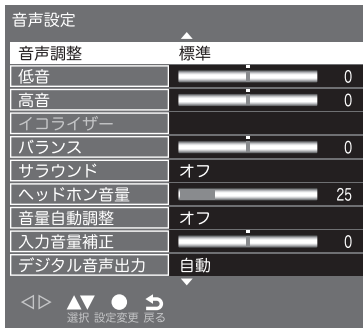 音声設定
音声調整 標準
低音 0
高音 0
イコライザー
バランス 0
サラウンド オフ
ヘッドホン音量 25
音量自動調整 オフ
入力音量補正 0
デジタル音声出力 自動
選択 設定変更 戻る